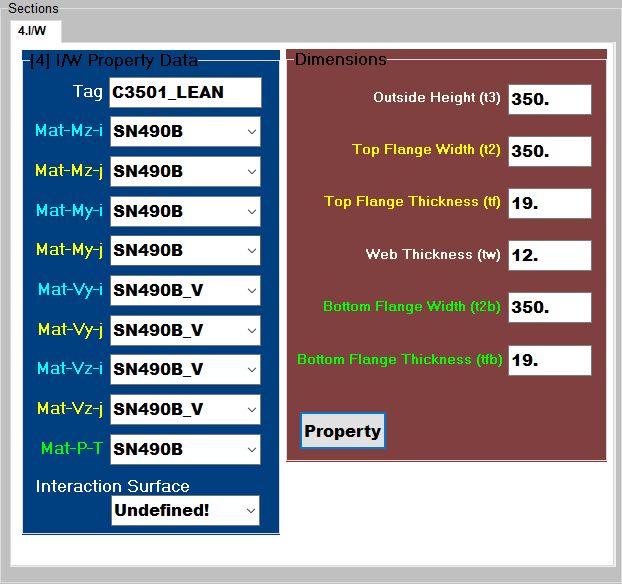 Sections
4.I/W
[4] I/W Property Data
Tag C3501_LEAN
Mat-Mz-i SN490B
Mat-Mz-j SN490B
Mat-My-i SN490B
Mat-My-j SN490B
Mat-Vy-i SN490B_V
Mat-Vy-j SN490B_V
Mat-Vz-i SN490B_V
Mat-Vz-j SN490B_V
Mat-P-T SN490B
Interaction Surface
Undefined!
Dimensions
Outside Height (t3) 350.
Top Flange Width (t2) 350.
Top Flange Thickness (tf) 19.
Web Thickness (tw) 12.
Bottom Flange Width (t2b) 350.
Bottom Flange Thickness (tfb) 19.
Property